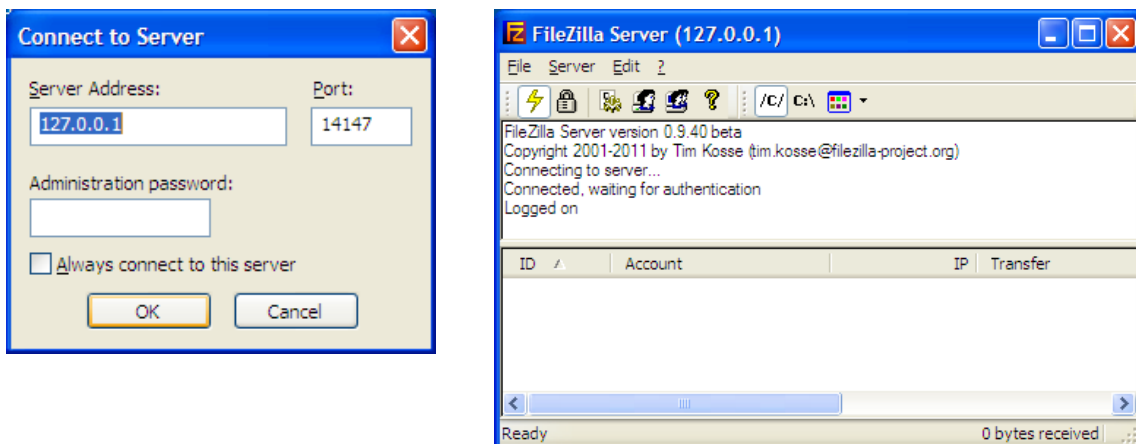 Connect to Server
Server Address:
Port:
127.0.0.1
14147
Administration password:
Always connect to this server
OK
Cancel
FileZilla Server (127.0.0.1)
File Server Edit ?
/C/ C:\
FileZilla Server version 0.9.40 beta
Copyright 2001-2011 by Tim Kosse (tim.kosse@filezilla-project.org)
Connecting to server...
Connected, waiting for authentication
Logged on
ID Account IP Transfer
Ready 0 bytes received